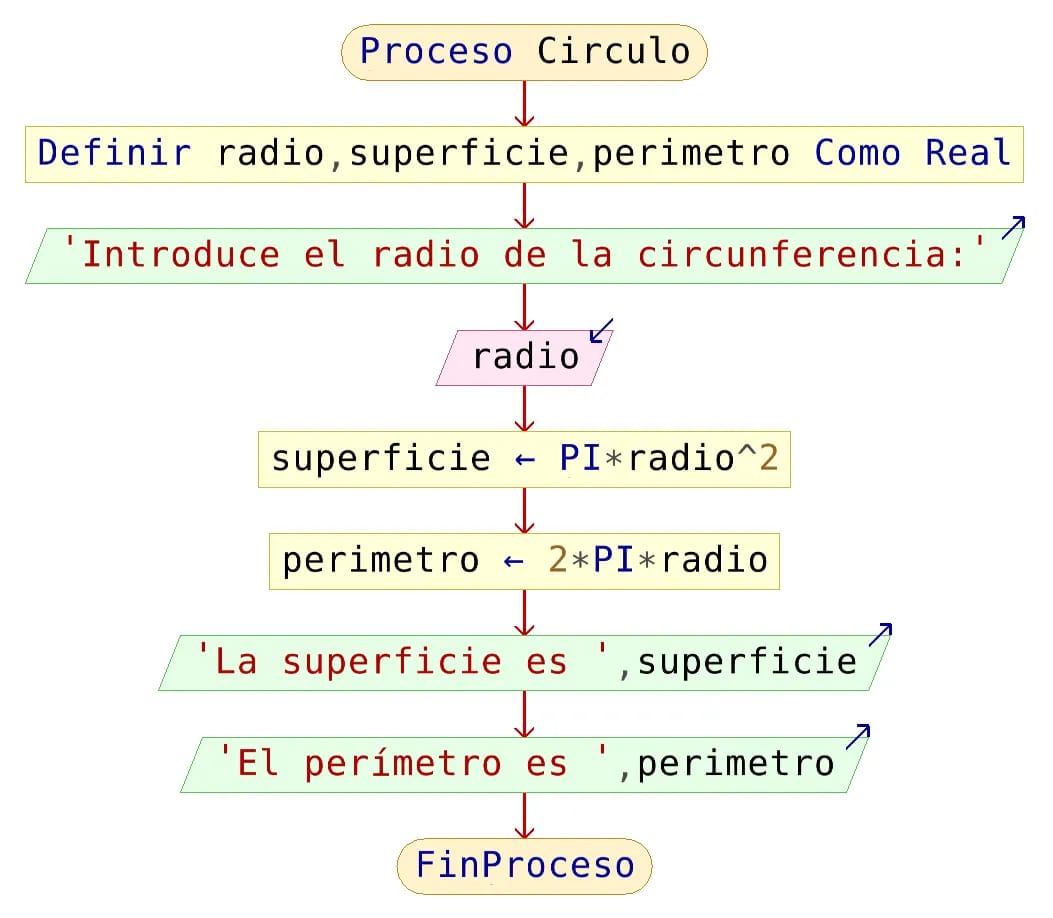 Proceso Circulo
Definir radio,superficie,perimetro Como Real
'Introduce el radio de la circunferencia:'
radio
superficie ← PI*radio^2
perimetro ← 2*PI*radio
'La superficie es ',superficie
'El perímetro es ',perimetro
FinProceso